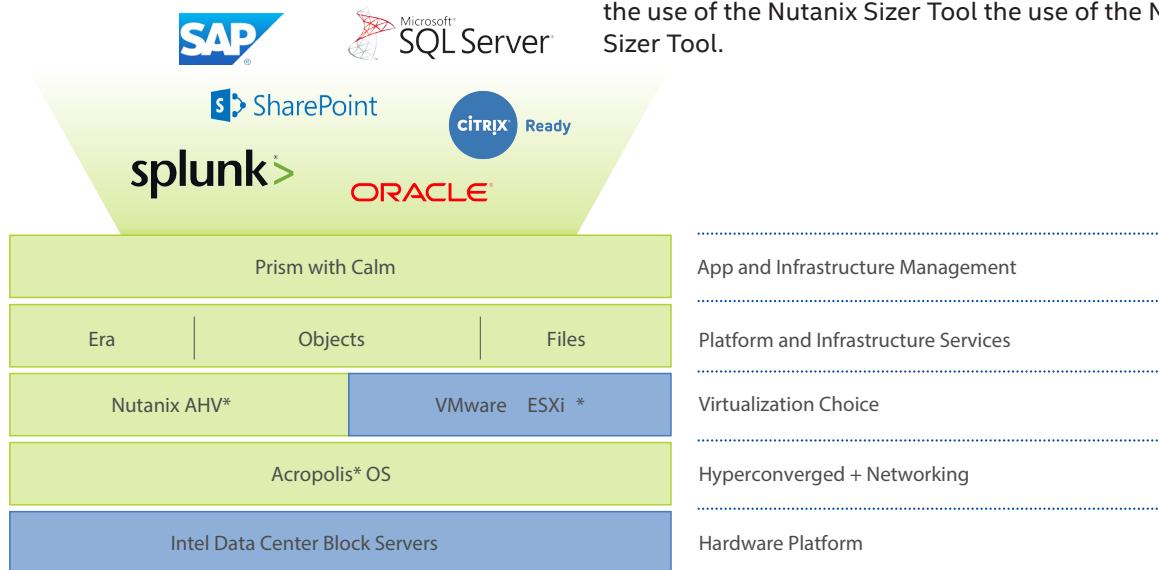 the use of the Nutanix Sizer Tool the use of the N
Sizer Tool.
SAP
®
Microsoft®
SQL Server
S SharePoint
CİTRIX Ready
splunk>
ORACLE
Prism with Calm
App and Infrastructure Management
Era Objects Files
Platform and Infrastructure Services
Nutanix AHV* VMware ESXi *
Virtualization Choice
Acropolis* OS
Hyperconverged + Networking
Intel Data Center Block Servers
Hardware Platform